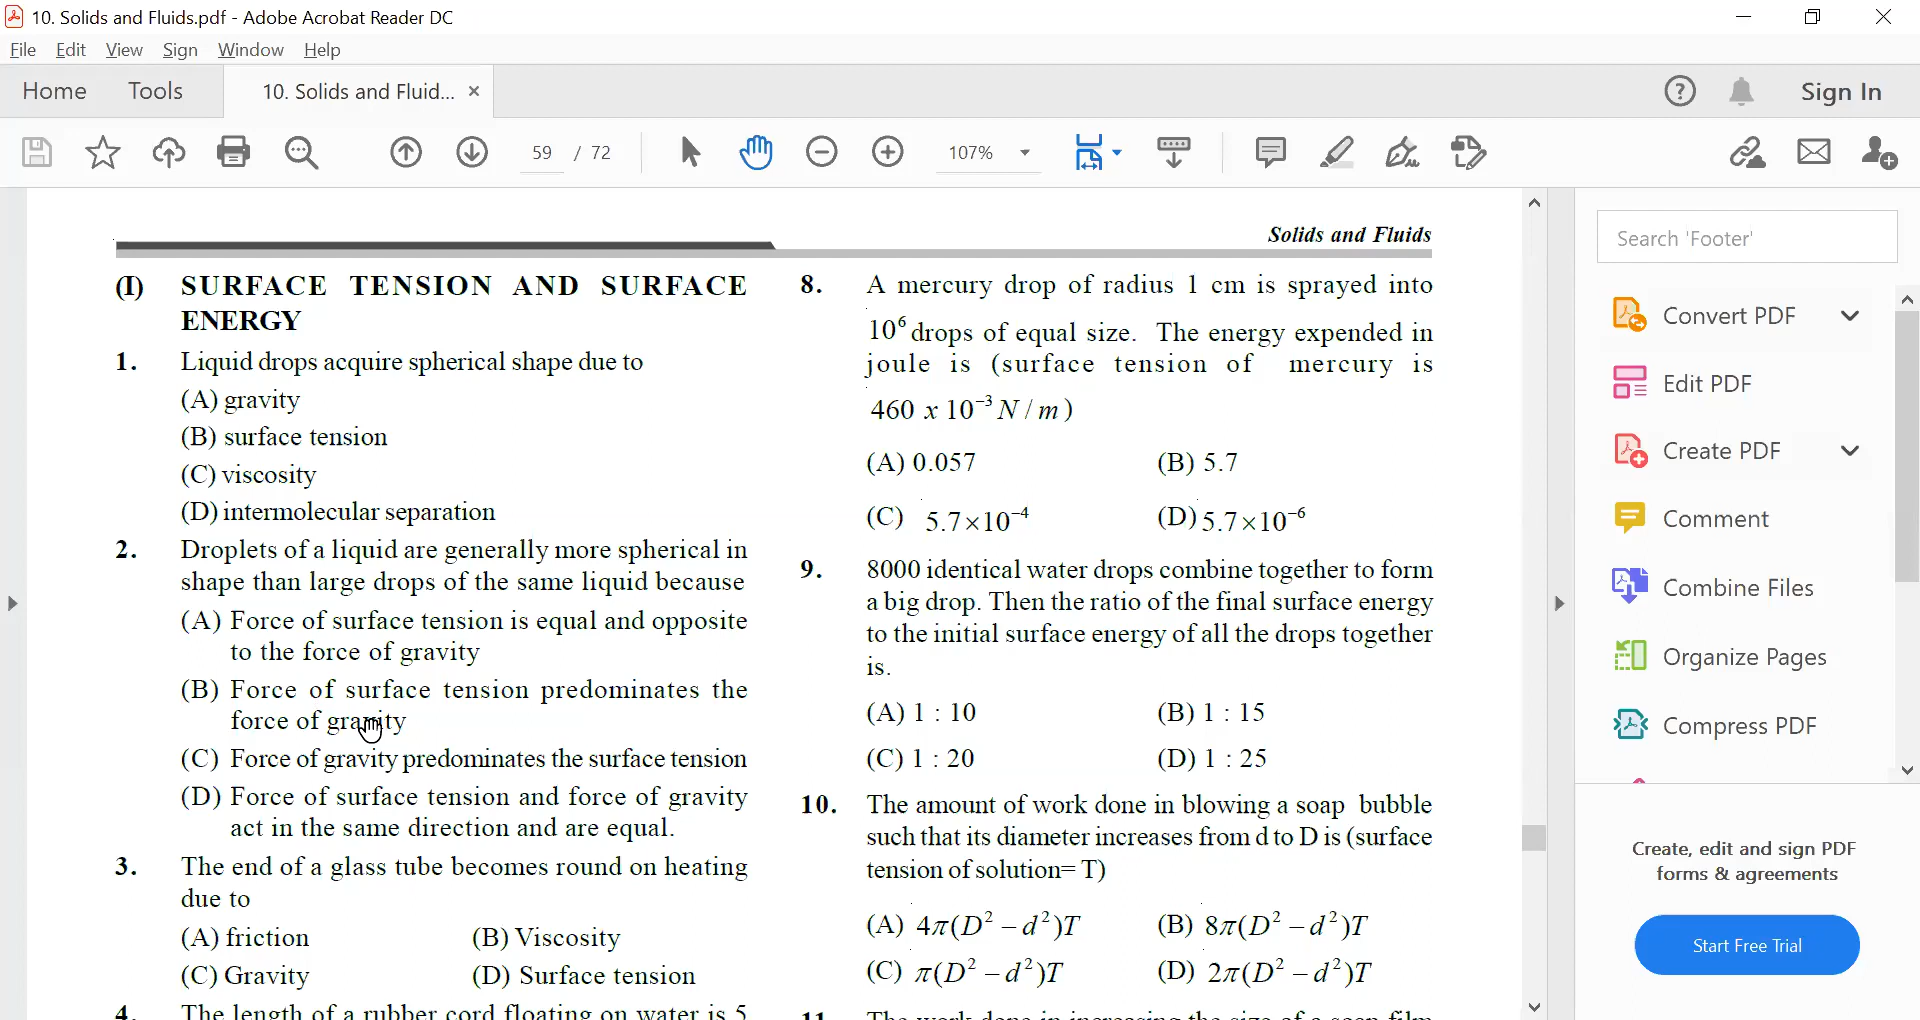 10. Solids and Fluids.pdf - Adobe Acrobat Reader DC
File Edit View Sign Window Help
Home Tools 10. Solids and Fluid... × Sign In
59 / 72 107%
Solids and Fluids
(I) SURFACE TENSION AND SURFACE
ENERGY
1. Liquid drops acquire spherical shape due to
(A) gravity
(B) surface tension
(C) viscosity
(D) intermolecular separation
2. Droplets of a liquid are generally more spherical in
shape than large drops of the same liquid because
(A) Force of surface tension is equal and opposite
to the force of gravity
(B) Force of surface tension predominates the
force of gravity
(C) Force of gravity predominates the surface tension
(D) Force of surface tension and force of gravity
act in the same direction and are equal.
3. The end of a glass tube becomes round on heating
due to
(A) friction (B) Viscosity
(C) Gravity (D) Surface tension
4. The length of a rubber cord floating on water is 5
8. A mercury drop of radius 1 cm is sprayed into
10⁶ drops of equal size. The energy expended in
joule is (surface tension of mercury is
460 x 10⁻³ N / m)
(A) 0.057 (B) 5.7
(C) 5.7×10⁻⁴ (D) 5.7×10⁻⁶
9. 8000 identical water drops combine together to form
a big drop. Then the ratio of the final surface energy
to the initial surface energy of all the drops together
is.
(A) 1 : 10 (B) 1 : 15
(C) 1 : 20 (D) 1 : 25
10. The amount of work done in blowing a soap bubble
such that its diameter increases from d to D is (surface
tension of solution= T)
(A) 4π(D² – d²)T (B) 8π(D² – d²)T
(C) π(D² – d²)T (D) 2π(D² – d²)T
11. The work done in increasing the size of a soap film
Search 'Footer'
Convert PDF
Edit PDF
Create PDF
Comment
Combine Files
Organize Pages
Compress PDF
Create, edit and sign PDF
forms & agreements
Start Free Trial